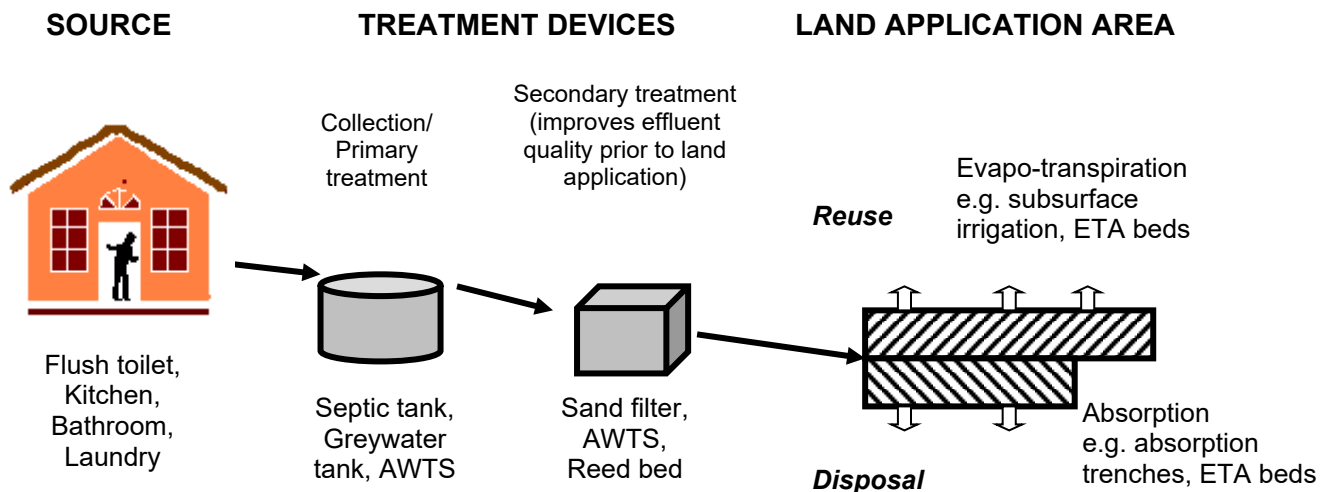 SOURCE
TREATMENT DEVICES
LAND APPLICATION AREA
Collection/
Primary
treatment
Secondary treatment
(improves effluent
quality prior to land
application)
Reuse
Evapo-transpiration
e.g. subsurface
irrigation, ETA beds
Flush toilet,
Kitchen,
Bathroom,
Laundry
Septic tank,
Greywater
tank, AWTS
Sand filter,
AWTS,
Reed bed
Disposal
Absorption
e.g. absorption
trenches, ETA beds